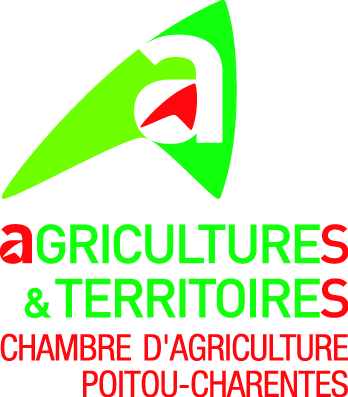 aGRICULTURES
& TERRITOIRES
CHAMBRE D'AGRICULTURE
POITOU-CHARENTES